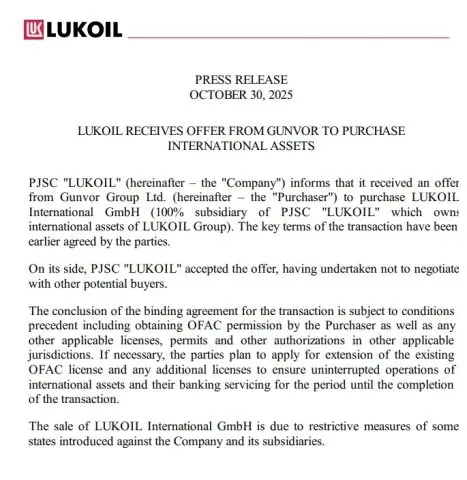 LUKOIL
PRESS RELEASE
OCTOBER 30, 2025
LUKOIL RECEIVES OFFER FROM GUNVOR TO PURCHASE
INTERNATIONAL ASSETS
PJSC "LUKOIL" (hereinafter – the "Company") informs that it received an offer
from Gunvor Group Ltd. (hereinafter – the "Purchaser") to purchase LUKOIL
International GmbH (100% subsidiary of PJSC "LUKOIL" which owns
international assets of LUKOIL Group). The key terms of the transaction have been
earlier agreed by the parties.
On its side, PJSC "LUKOIL" accepted the offer, having undertaken not to negotiate
with other potential buyers.
The conclusion of the binding agreement for the transaction is subject to conditions
precedent including obtaining OFAC permission by the Purchaser as well as any
other applicable licenses, permits and other authorizations in other applicable
jurisdictions. If necessary, the parties plan to apply for extension of the existing
OFAC license and any additional licenses to ensure uninterrupted operations of
international assets and their banking servicing for the period until the completion
of the transaction.
The sale of LUKOIL International GmbH is due to restrictive measures of some
states introduced against the Company and its subsidiaries.